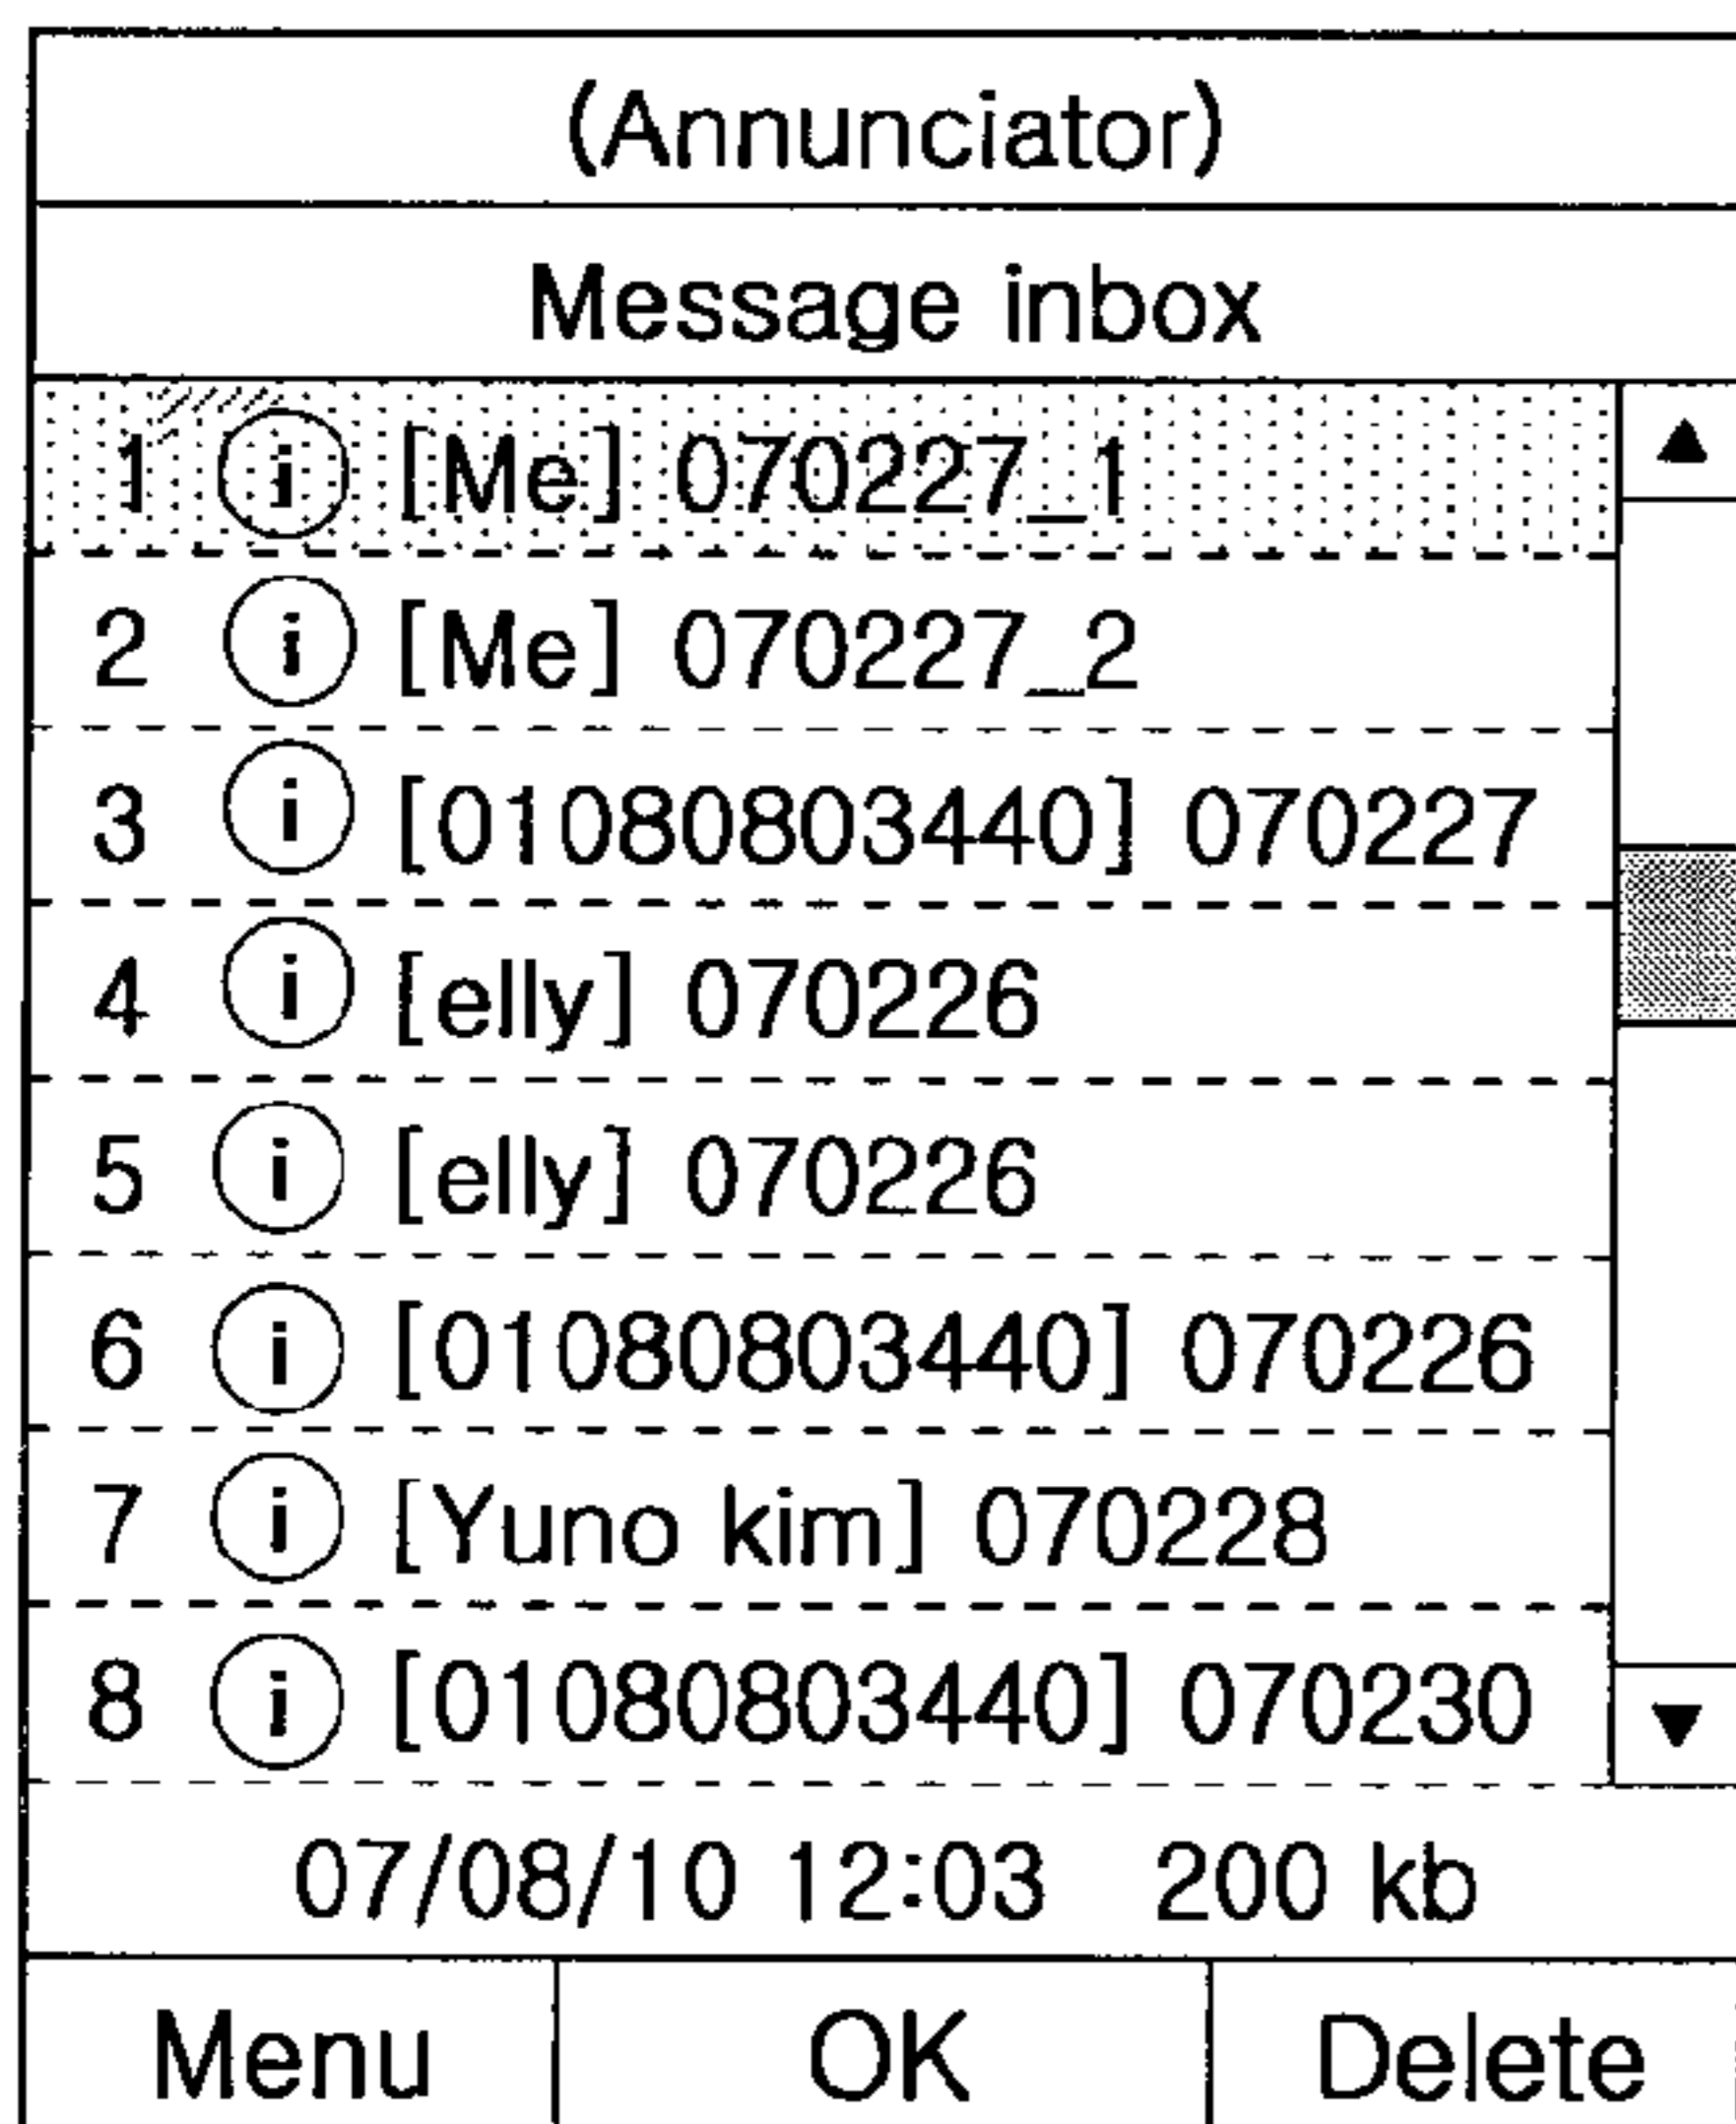 (Annunciator)
Message inbox
1 i [Me] 070227_1
2 i [Me] 070227_2
3 i [01080803440] 070227
4 i [elly] 070226
5 i [elly] 070226
6 i [01080803440] 070226
7 i [Yuno kim] 070228
8 i [01080803440] 070230
07/08/10 12:03 200 kb
Menu OK Delete